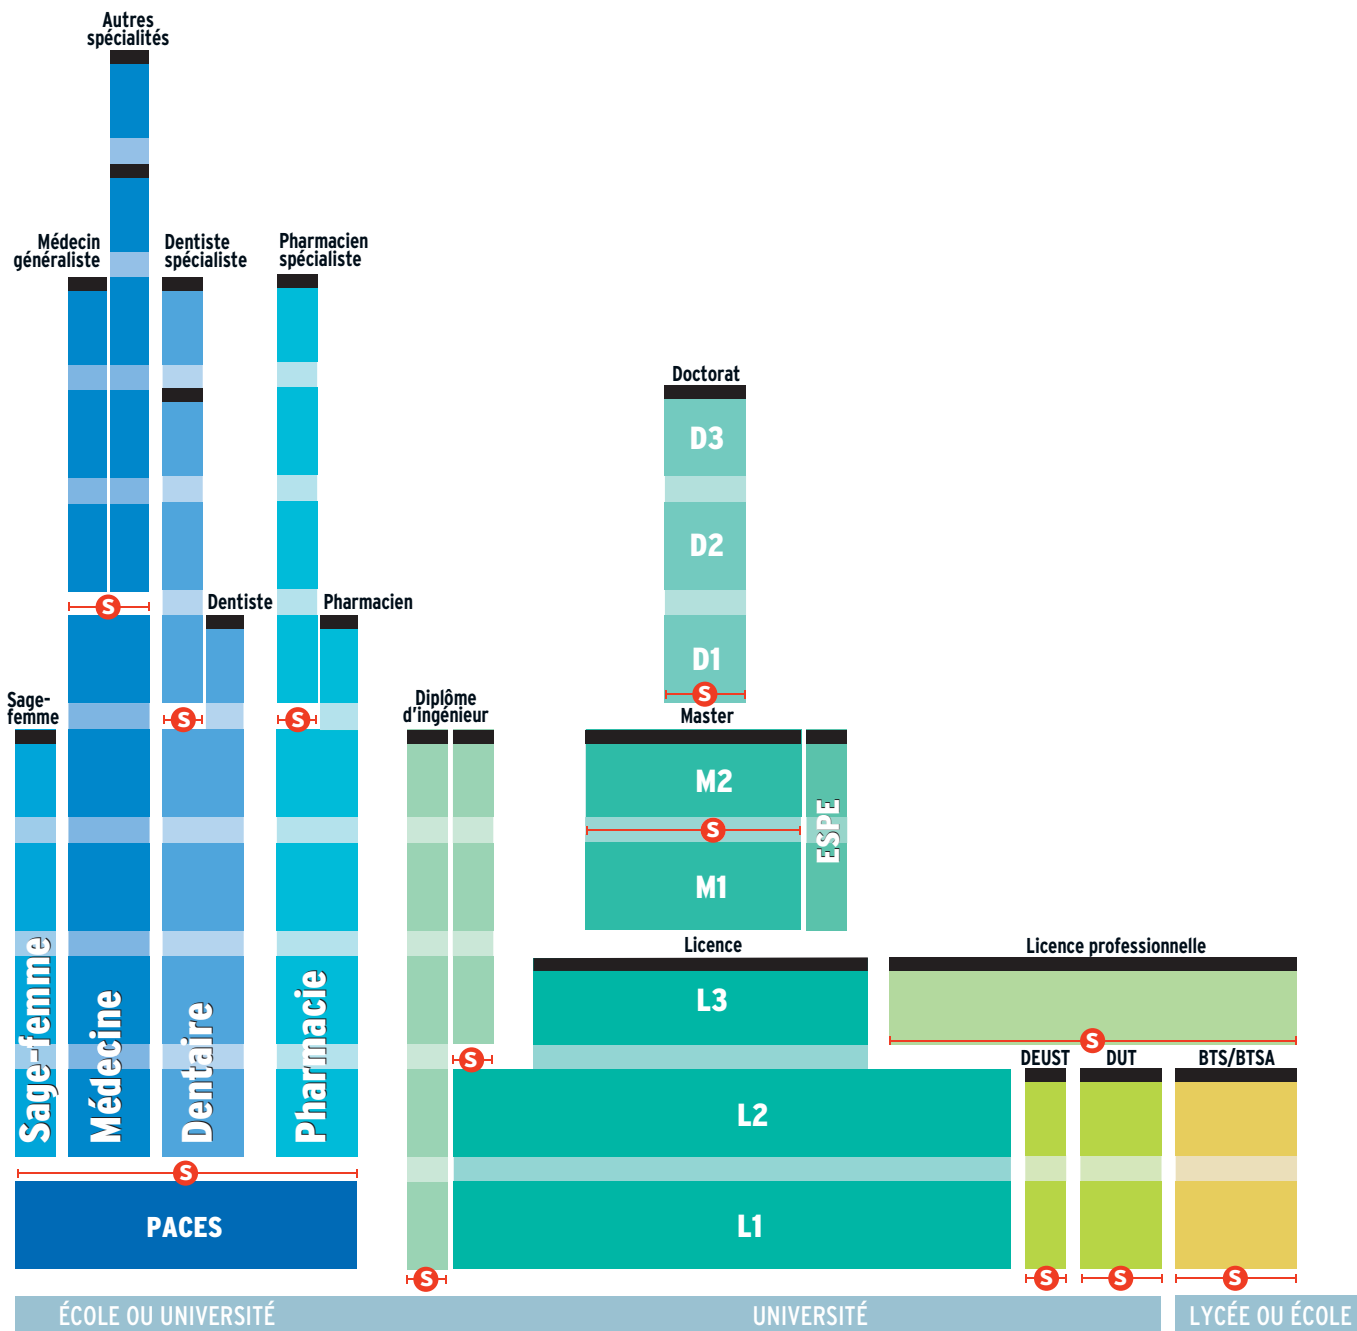 Autres
spécialités
Médecin
généraliste
Dentiste
spécialiste
Pharmacien
spécialiste
Doctorat
D3
D2
S
Dentiste
Pharmacien
D1
S
Sage-
femme
S
S
Diplôme
d'ingénieur
Master
M2
S
ESPE
M1
Licence
Licence professionnelle
L3
S
S
DEUST
DUT
BTS/BTSA
Sage-femme
Médecine
Dentaire
Pharmacie
L2
S
PACES
L1
S
S
S
S
ÉCOLE OU UNIVERSITÉ
UNIVERSITÉ
LYCÉE OU ÉCOLE